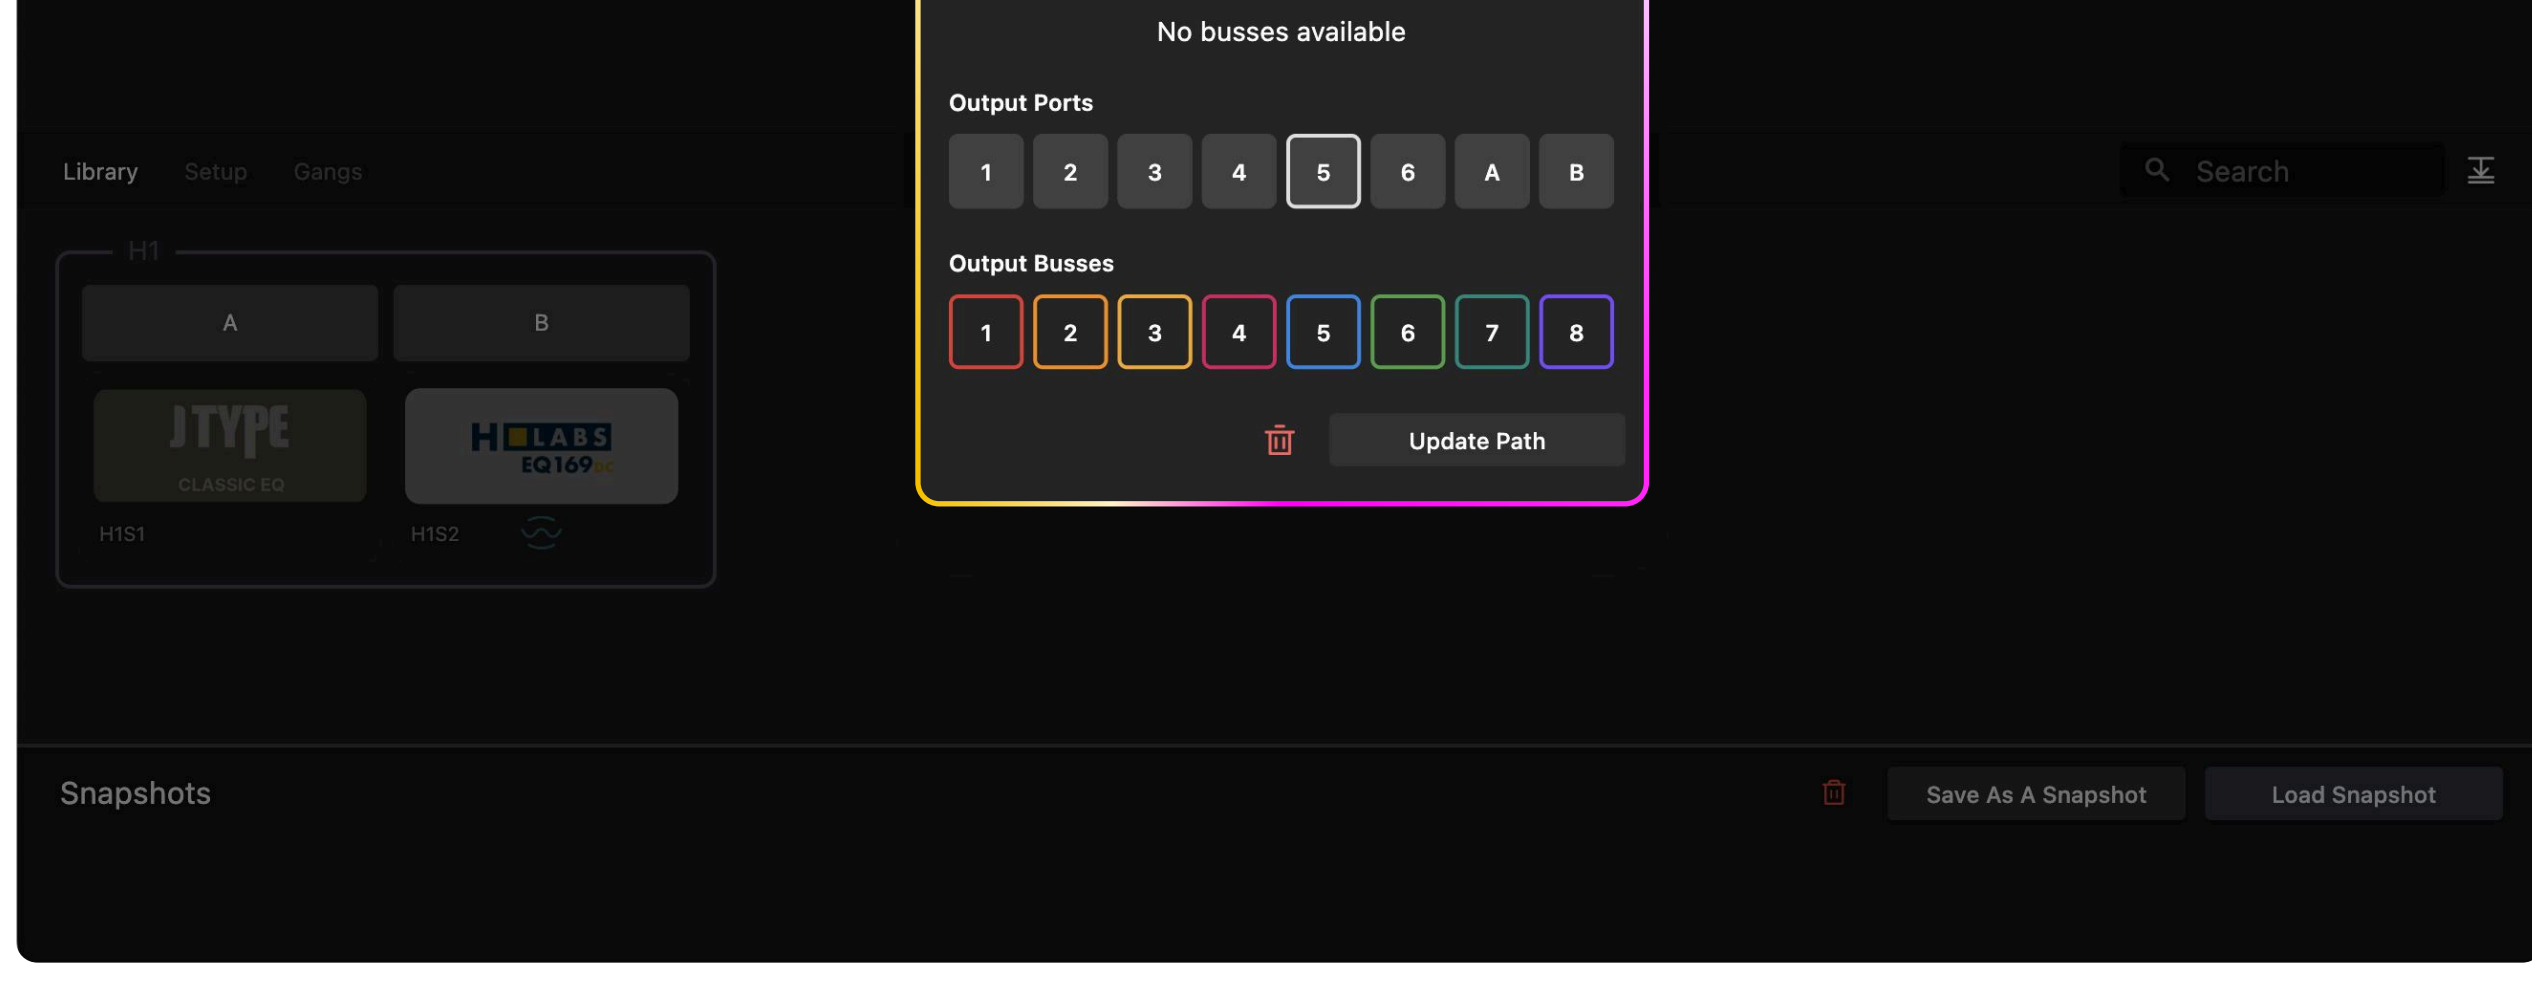 No busses available
Output Ports
1 2 3 4 5 6 A B
Library Setup Gangs
Search
H1
A B
Output Busses
1 2 3 4 5 6 7 8
JTYPE
CLASSIC EQ
H LABS
EQ169DC
Update Path
H1S1 H1S2
Snapshots
Save As A Snapshot
Load Snapshot